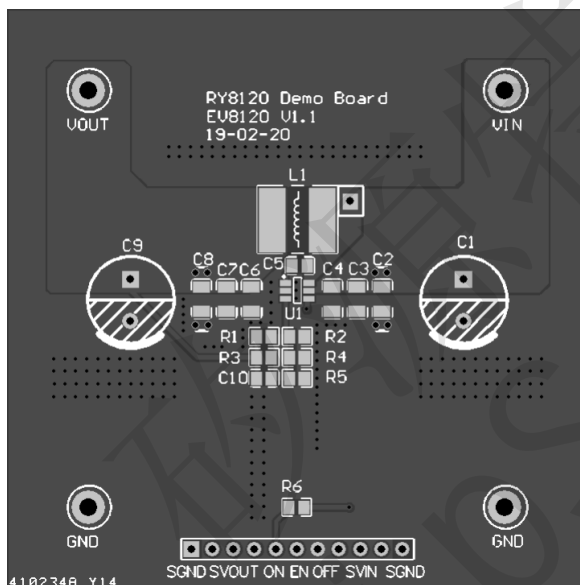 RY8120 Demo Board
EV8120 V1.1
19-02-20
VOUT
VIN
L1
C9
C1
C8 C7 C6
C5
C4 C3 C2
U1
R1
R2
R3
R4
C10
R5
R6
GND
GND
SGND SVOUT ON EN OFF SVIN SGND
4102348 Y14